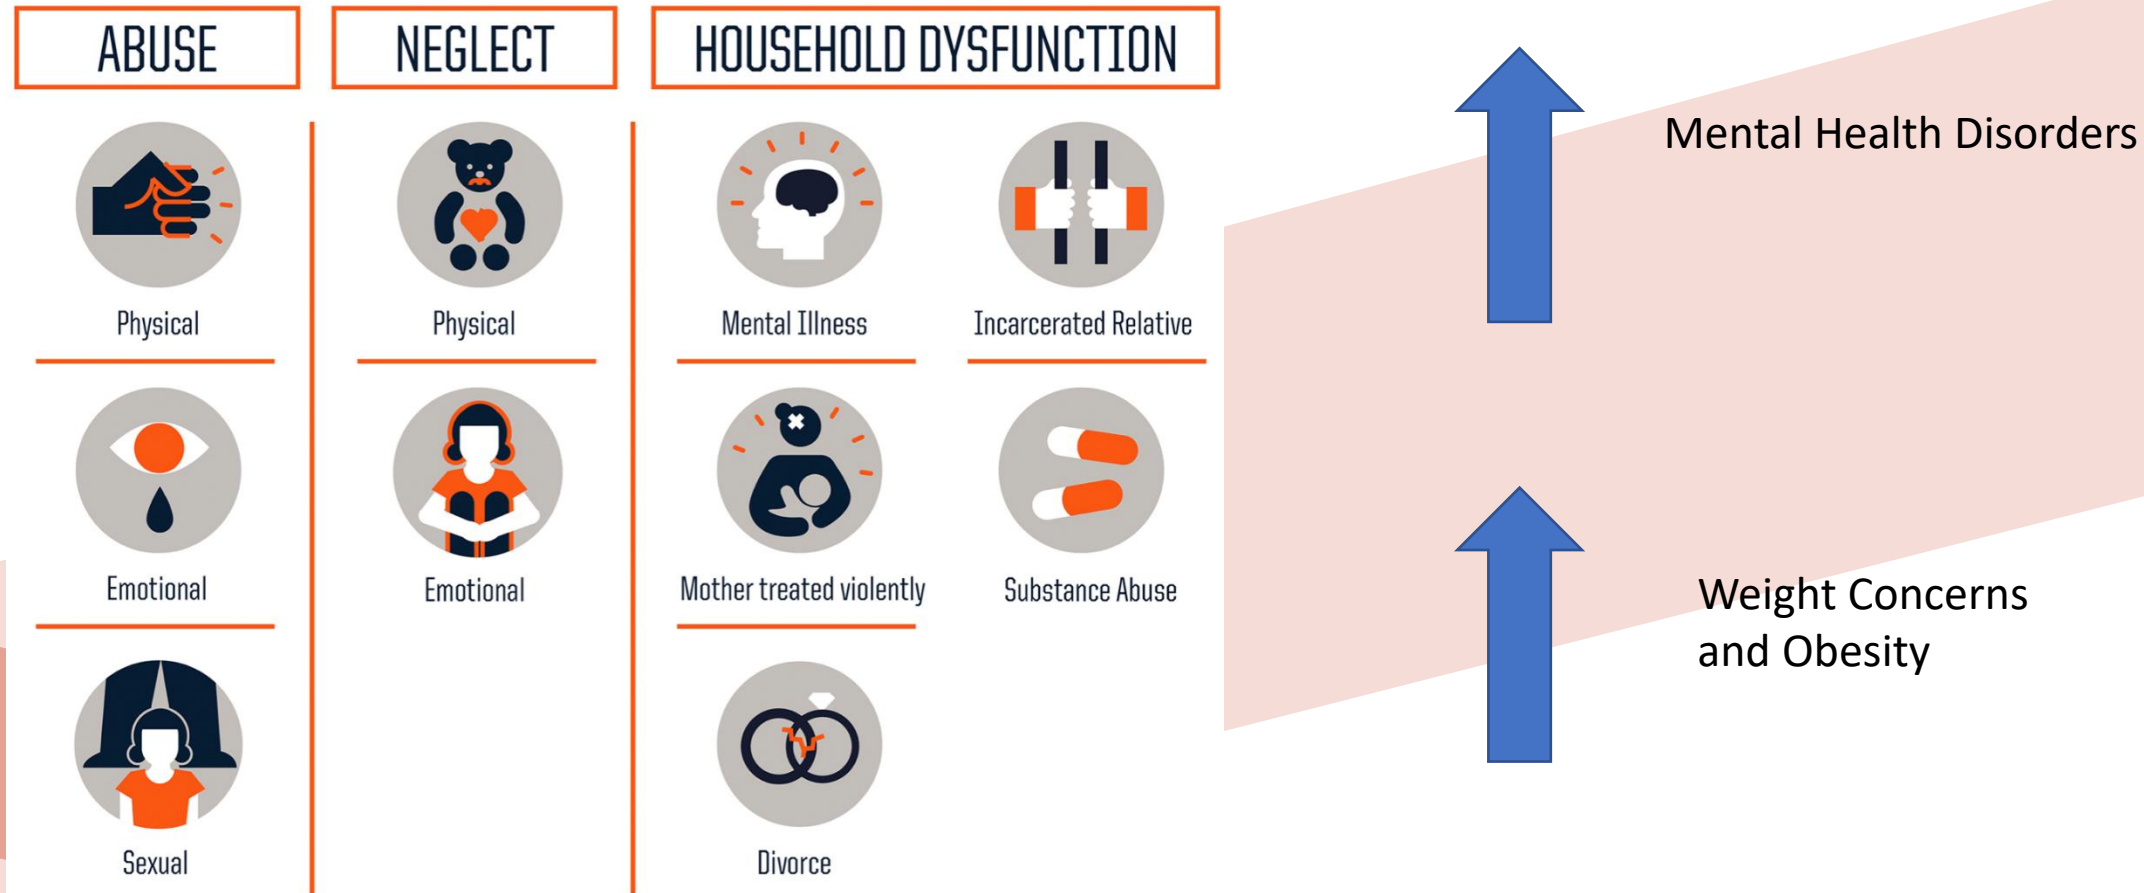 ABUSE
Physical
Emotional
Sexual
NEGLECT
Physical
Emotional
HOUSEHOLD DYSFUNCTION
Mental Illness
Incarcerated Relative
Mother treated violently
Substance Abuse
Divorce
Mental Health Disorders
Weight Concerns
and Obesity